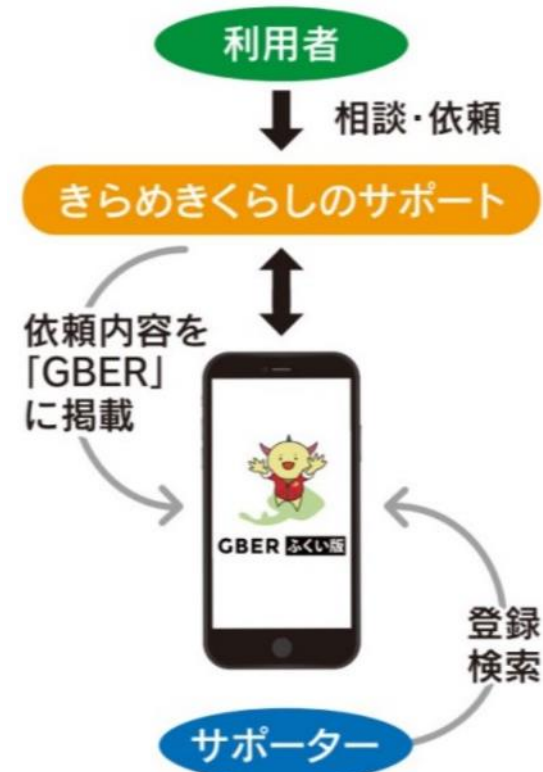 利用者
相談・依頼
きらめきくらしのサポート
依頼内容を
「GBER」
に掲載
GBER ふくい版
登録
検索
サポーター